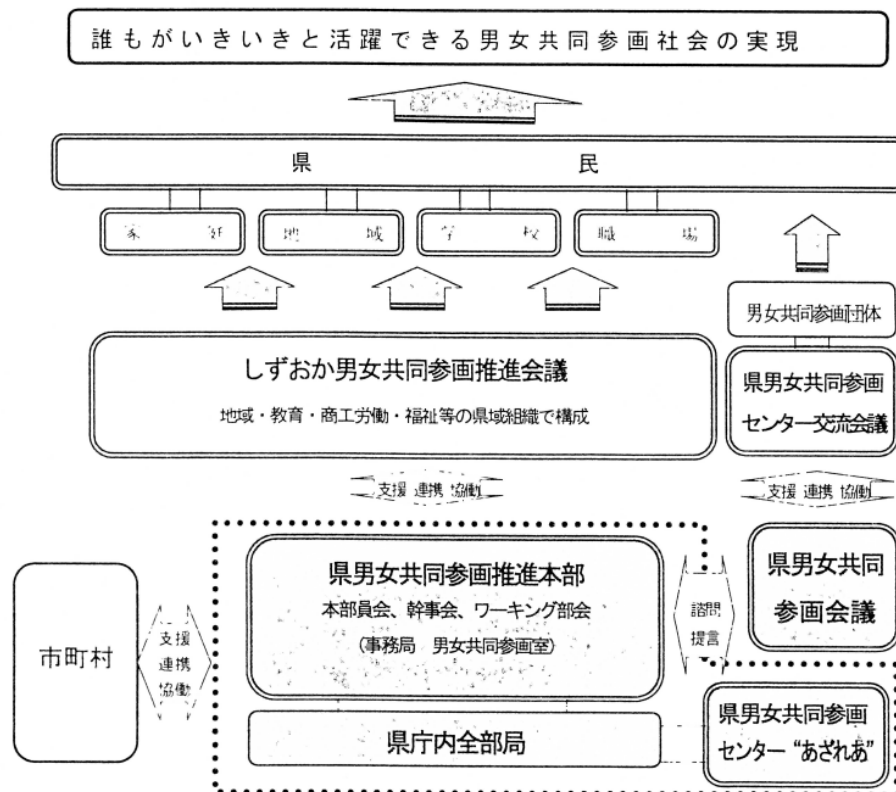 誰もがいきいきと活躍できる男女共同参画社会の実現
県 民
家 庭
地 域
学 校
職 場
男女共同参画団体
しずおか男女共同参画推進会議
地域・教育・商工労働・福祉等の県域組織で構成
県男女共同参画
センター交流会議
支援 連携 協働
支援 連携 協働
市町村
支援
連携
協働
県男女共同参画推進本部
本部員会、幹事会、ワーキング部会
(事務局 男女共同参画室)
諮問
提言
県男女共同
参画会議
県庁内全部局
県男女共同参画
センター“あざれあ”